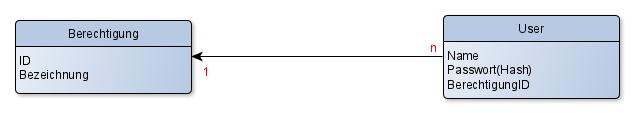 Berechtigung
ID
Bezeichnung
1
n
User
Name
Passwort(Hash)
BerechtigungID